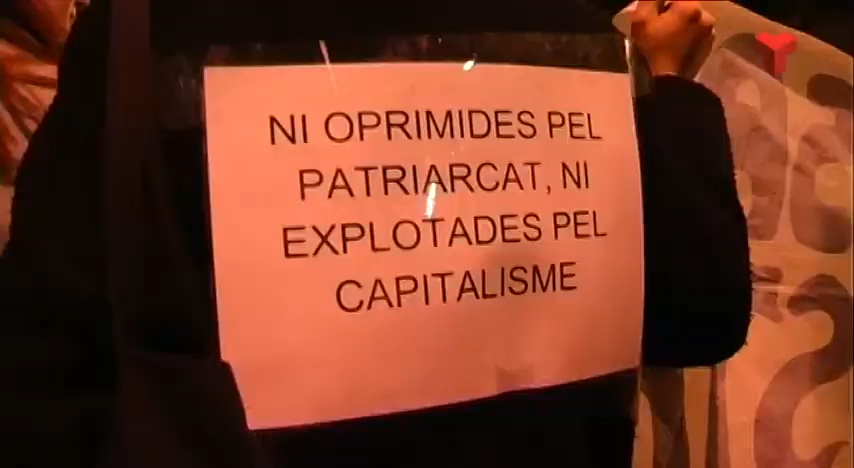 NI OPRIMIDES PEL
PATRIARCAT, NI
EXPLOTADES PEL
CAPITALISME